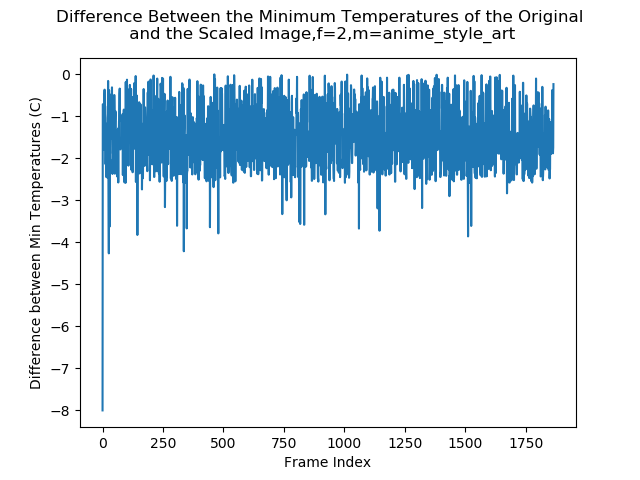 Difference Between the Minimum Temperatures of the Original
and the Scaled Image,f=2,m=anime_style_art
0
−1
−2
−3
−4
−5
−6
−7
−8
Difference between Min Temperatures (C)
0 250 500 750 1000 1250 1500 1750
Frame Index